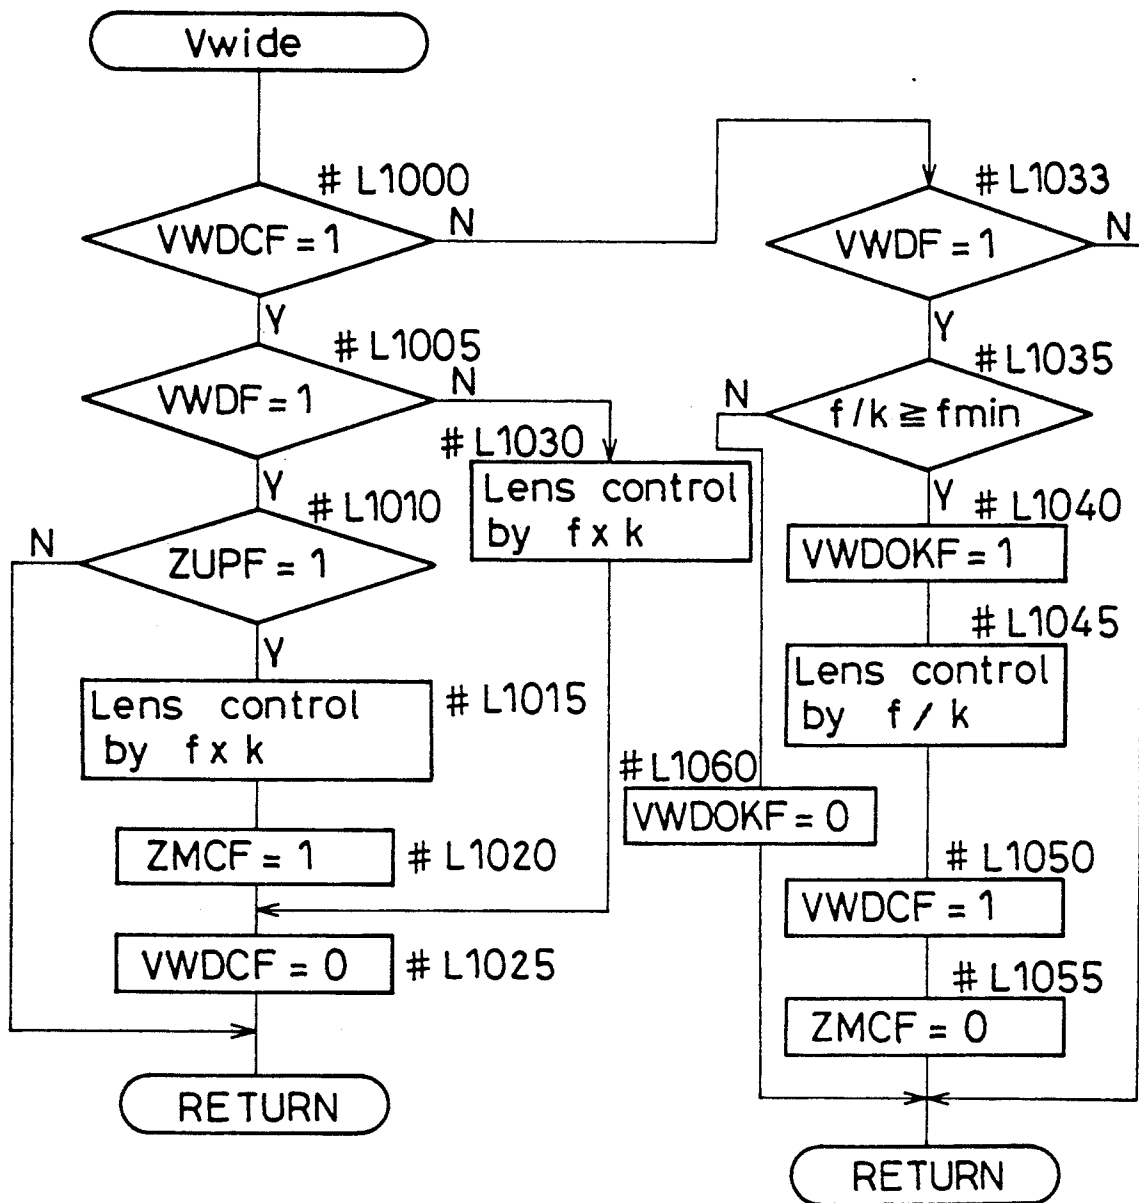 Vwide
# L1000
VWDCF = 1
N
Y
# L1005
VWDF = 1
N
Y
# L1010
ZUPF = 1
N
Y
Lens control
by f x k
# L1015
ZMCF = 1
# L1020
VWDCF = 0
# L1025
RETURN
# L1030
Lens control
by f x k
# L1033
VWDF = 1
N
Y
# L1035
f/k ≧ fmin
N
Y
# L1040
VWDOKF = 1
# L1045
Lens control
by f / k
# L1060
VWDOKF = 0
# L1050
VWDCF = 1
# L1055
ZMCF = 0
RETURN